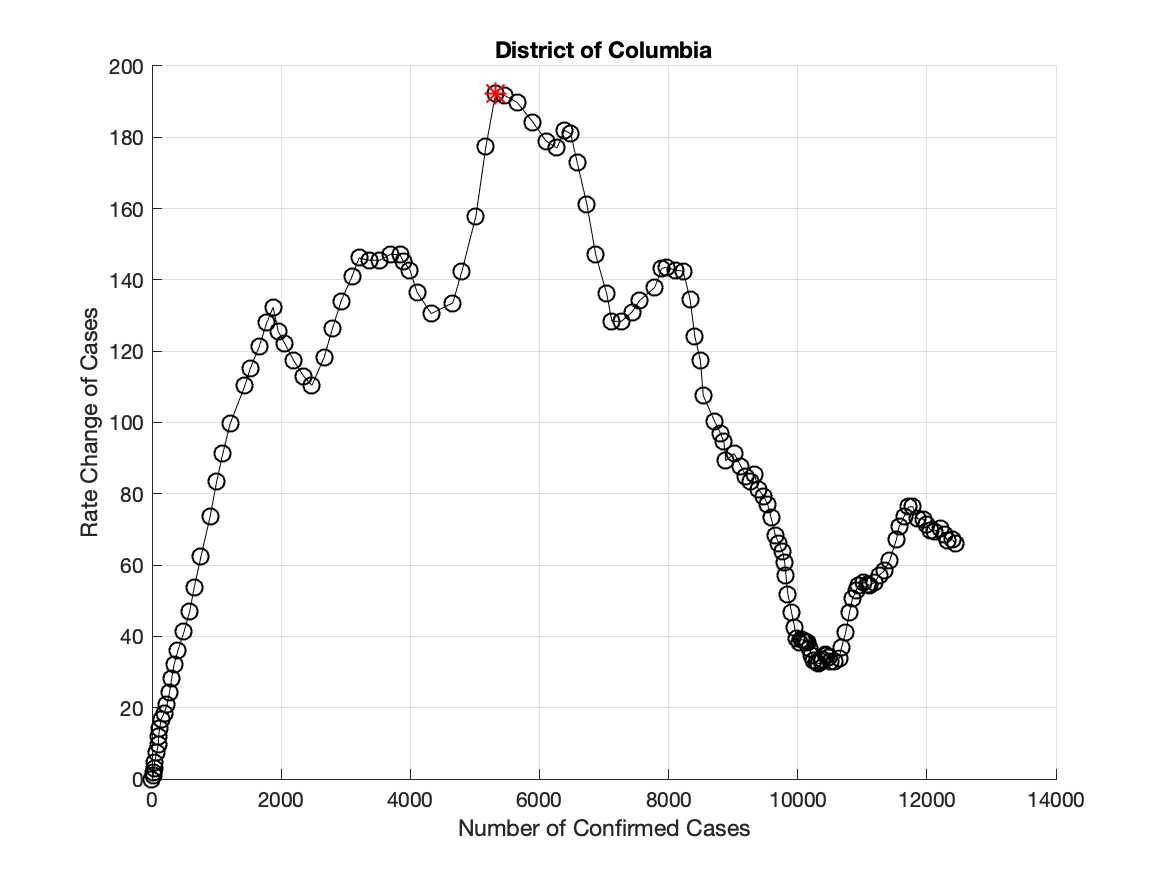 District of Columbia
200
180
160
140
120
100
80
60
40
20
0
Rate Change of Cases
0 2000 4000 6000 8000 10000 12000 14000
Number of Confirmed Cases